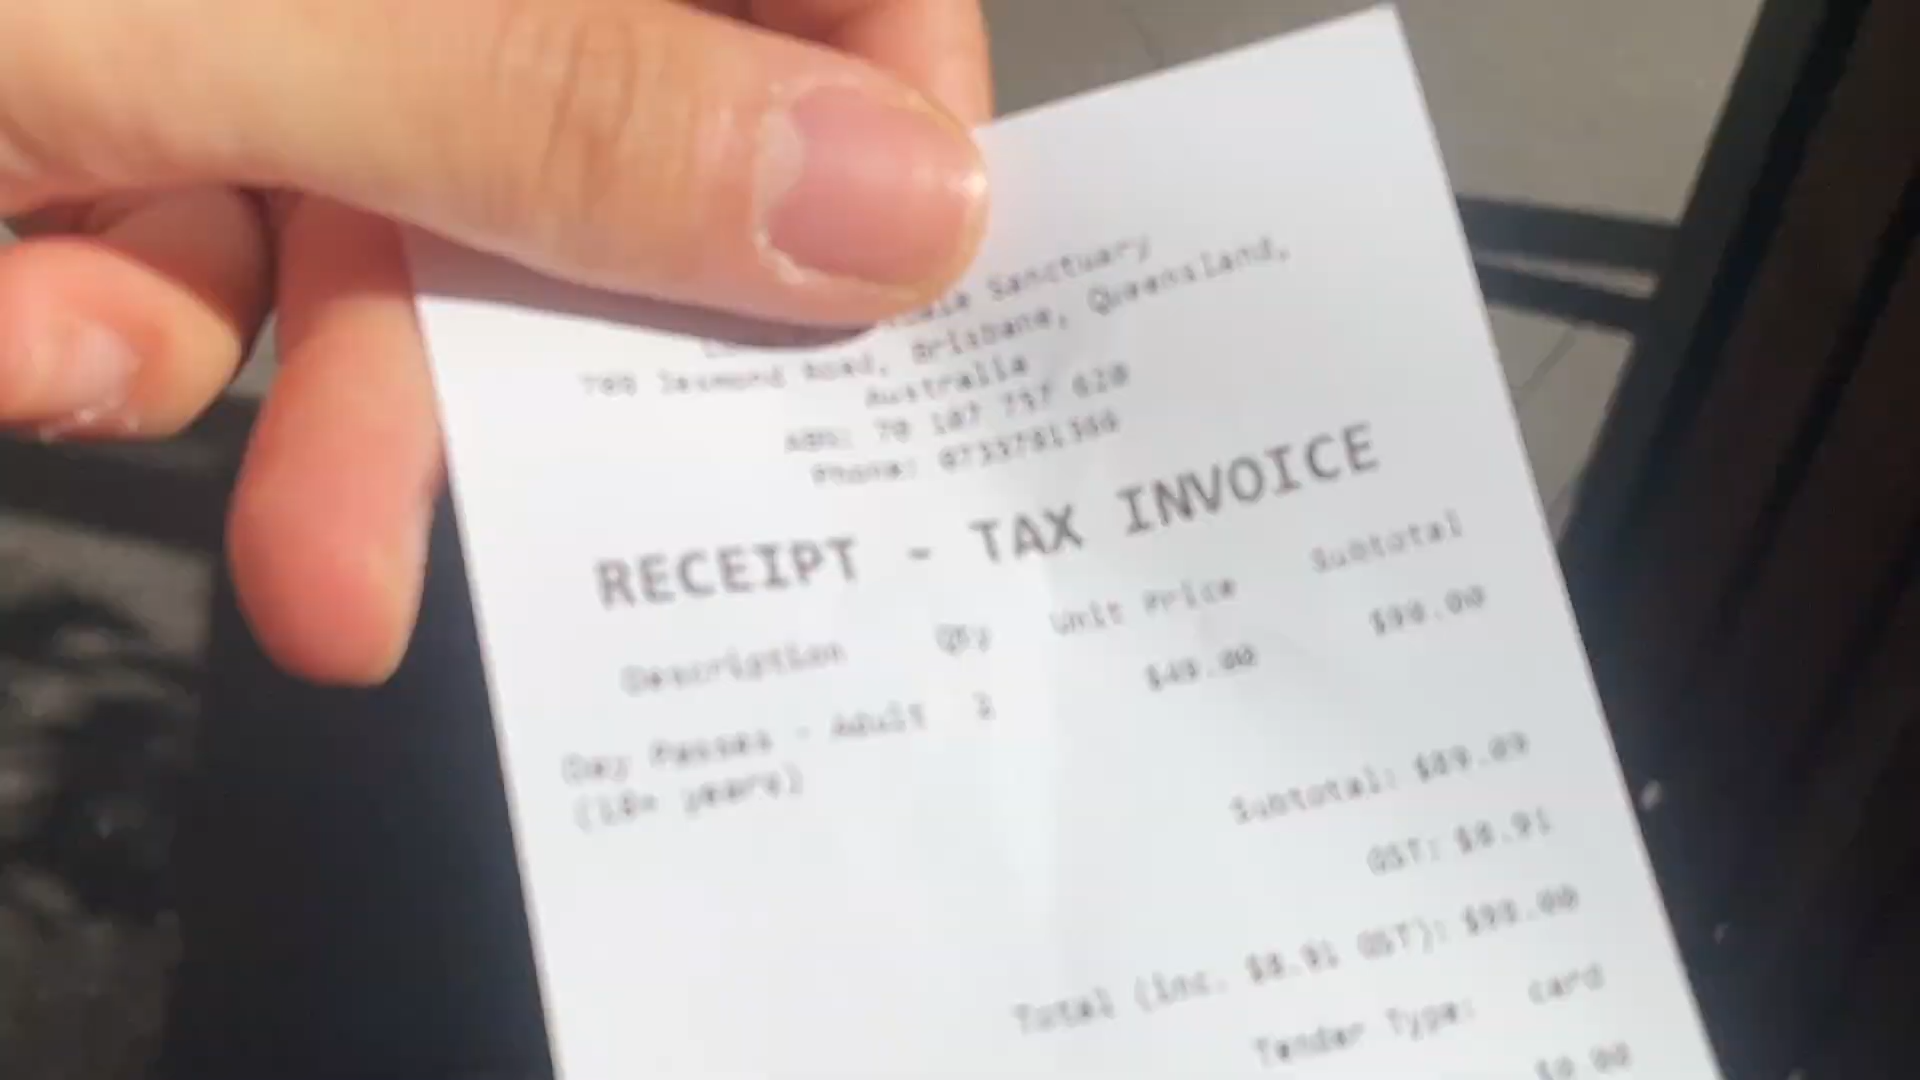 Sanctuary
708 Jesmond Road, Brisbane, Queensland,
Australia
ABN: 70 107 757 620
Phone: 0733781366
RECEIPT - TAX INVOICE
Description Qty Unit Price Subtotal
Day Passes - Adult 2 $49.00 $98.00
(18+ years)
Subtotal: $89.09
GST: $8.91
Total (inc. $8.91 GST): $98.00
Tender Type: card
$0.00